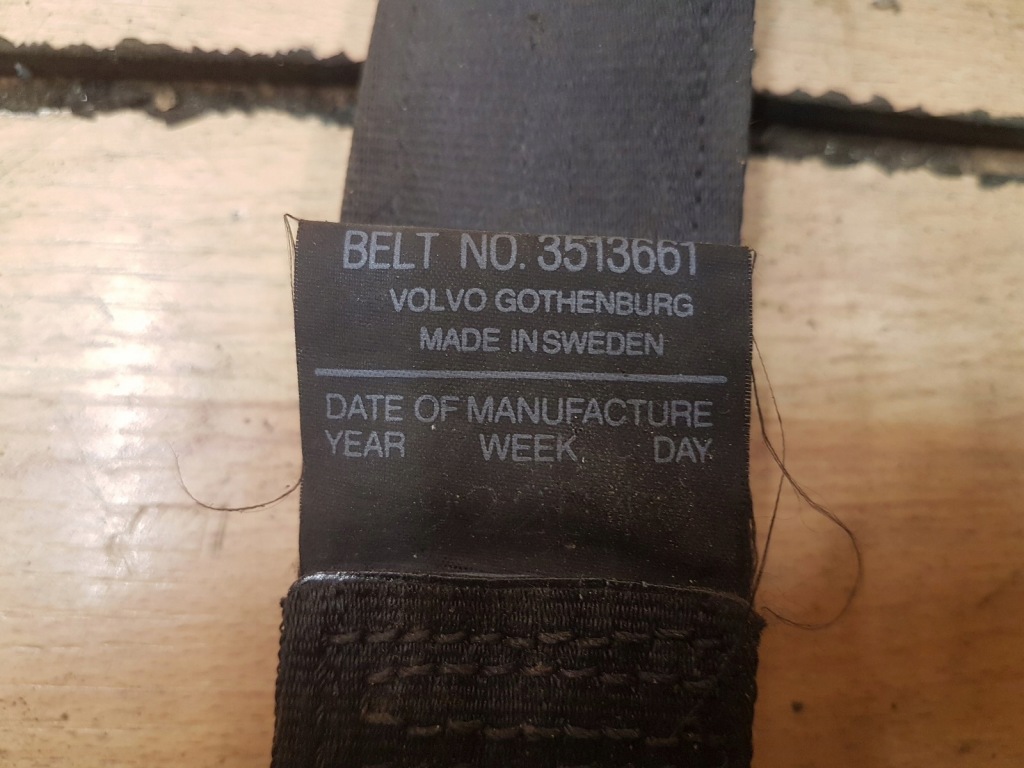 BELT NO. 3513661
VOLVO GOTHENBURG
MADE IN SWEDEN
DATE OF MANUFACTURE
YEAR WEEK DAY